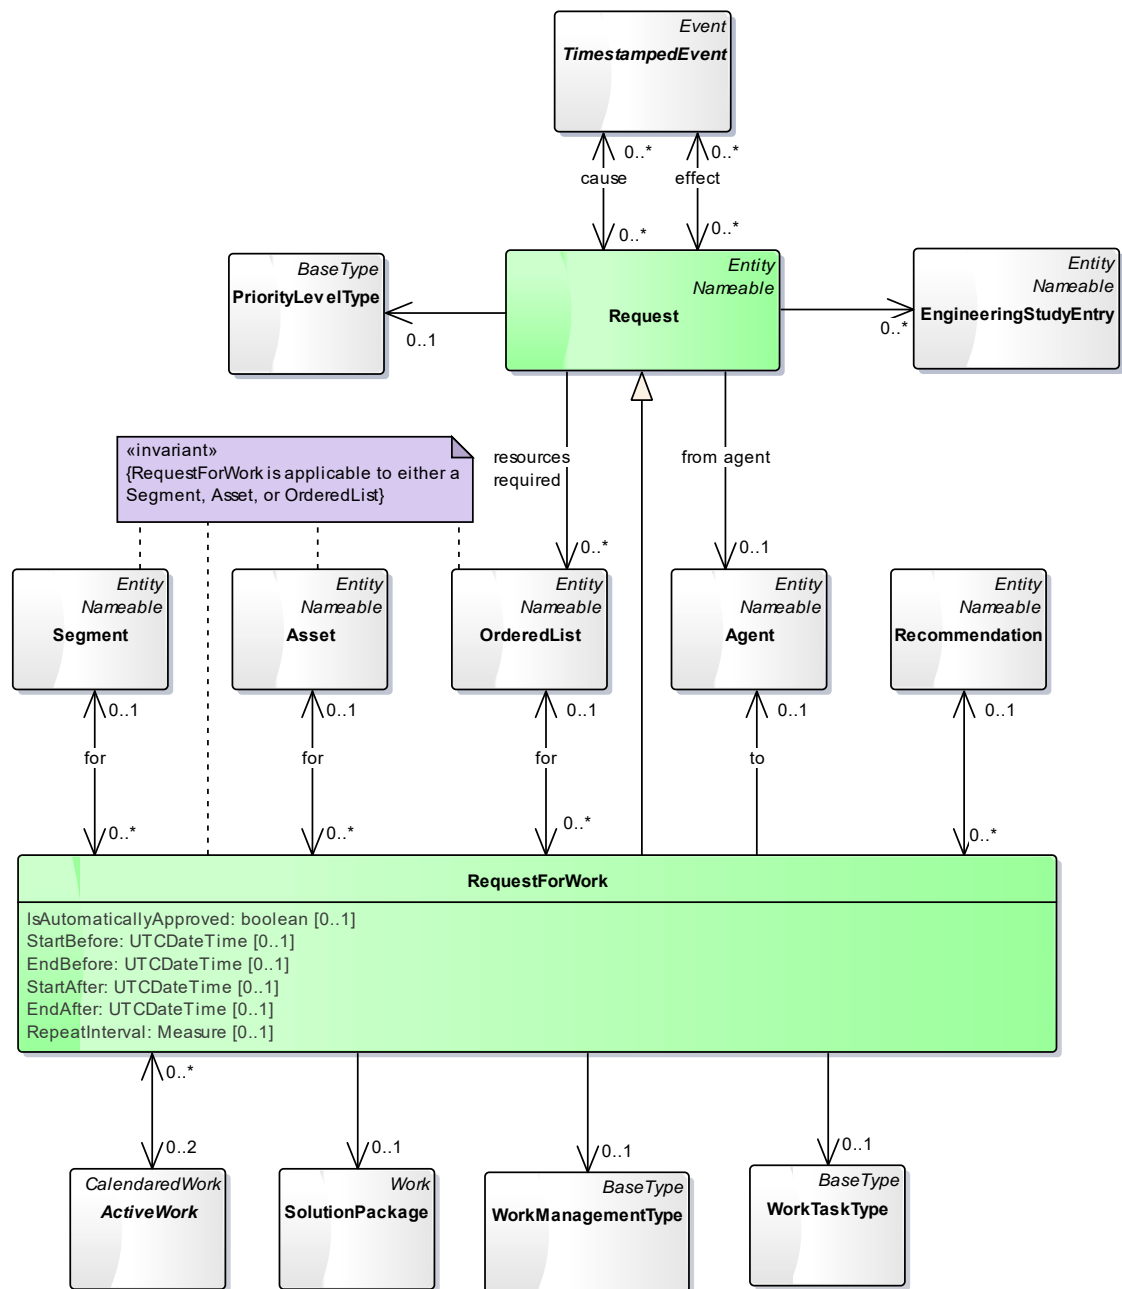 Event
TimestampedEvent
0..*
0..*
cause
effect
0..*
0..*
BaseType
PriorityLevelType
0..1
Entity
Nameable
Request
Entity
Nameable
EngineeringStudyEntry
0..*
«invariant»
{RequestForWork is applicable to either a
Segment, Asset, or OrderedList}
resources
required
from agent
0..*
0..1
Entity
Nameable
Segment
Entity
Nameable
Asset
Entity
Nameable
OrderedList
Entity
Nameable
Agent
Entity
Nameable
Recommendation
0..1
0..1
0..1
0..1
0..1
for
for
for
to
0..*
0..*
0..*
0..*
RequestForWork
IsAutomaticallyApproved: boolean [0..1]
StartBefore: UTCDateTime [0..1]
EndBefore: UTCDateTime [0..1]
StartAfter: UTCDateTime [0..1]
EndAfter: UTCDateTime [0..1]
RepeatInterval: Measure [0..1]
0..*
0..2
0..1
0..1
0..1
CalendaredWork
ActiveWork
Work
SolutionPackage
BaseType
WorkManagementType
BaseType
WorkTaskType